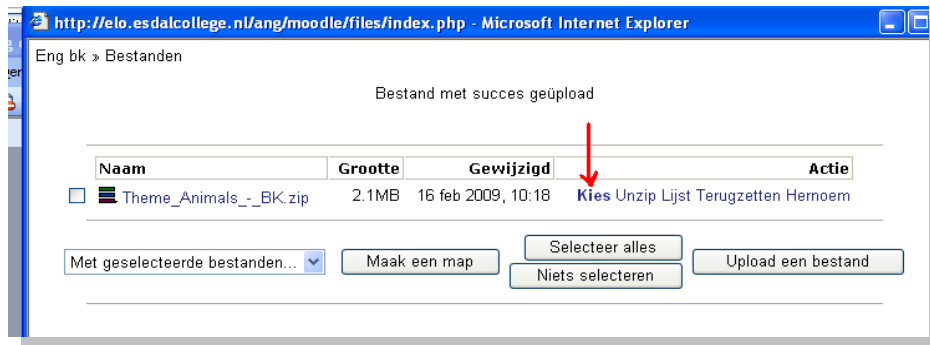 http://elo.esdalcollege.nl/ang/moodle/files/index.php - Microsoft Internet Explorer
Eng bk » Bestanden
Bestand met succes geüpload
Naam Grootte Gewijzigd Actie
Theme_Animals_-_BK.zip 2.1MB 16 feb 2009, 10:18 Kies Unzip Lijst Terugzetten Hernoem
Met geselecteerde bestanden... Maak een map Selecteer alles Upload een bestand
Niets selecteren